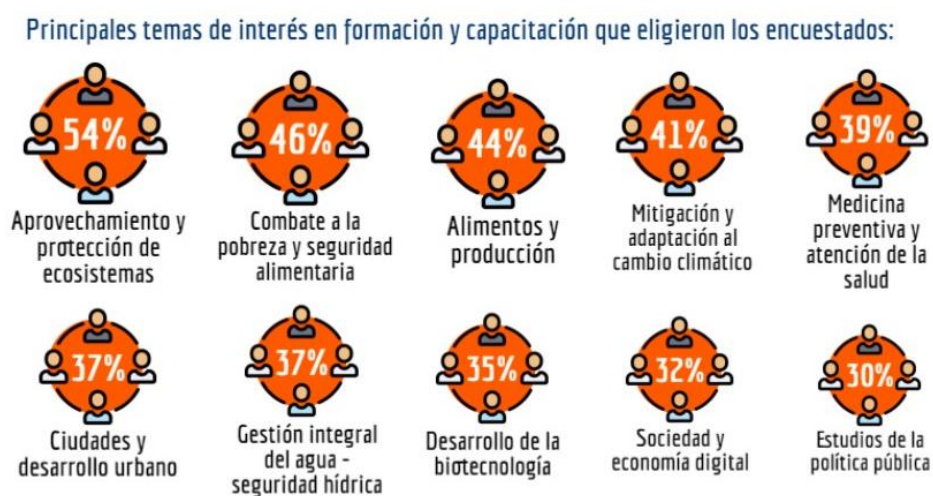 Principales temas de interés en formación y capacitación que eligieron los encuestados:
54%
Aprovechamiento y
protección de
ecosistemas
46%
Combate a la
pobreza y seguridad
alimentaria
44%
Alimentos y
producción
41%
Mitigación y
adaptación al
cambio climático
39%
Medicina
preventiva y
atención de la
salud
37%
Ciudades y
desarrollo urbano
37%
Gestión integral
del agua -
seguridad hídrica
35%
Desarrollo de la
biotecnología
32%
Sociedad y
economía digital
30%
Estudios de la
política pública